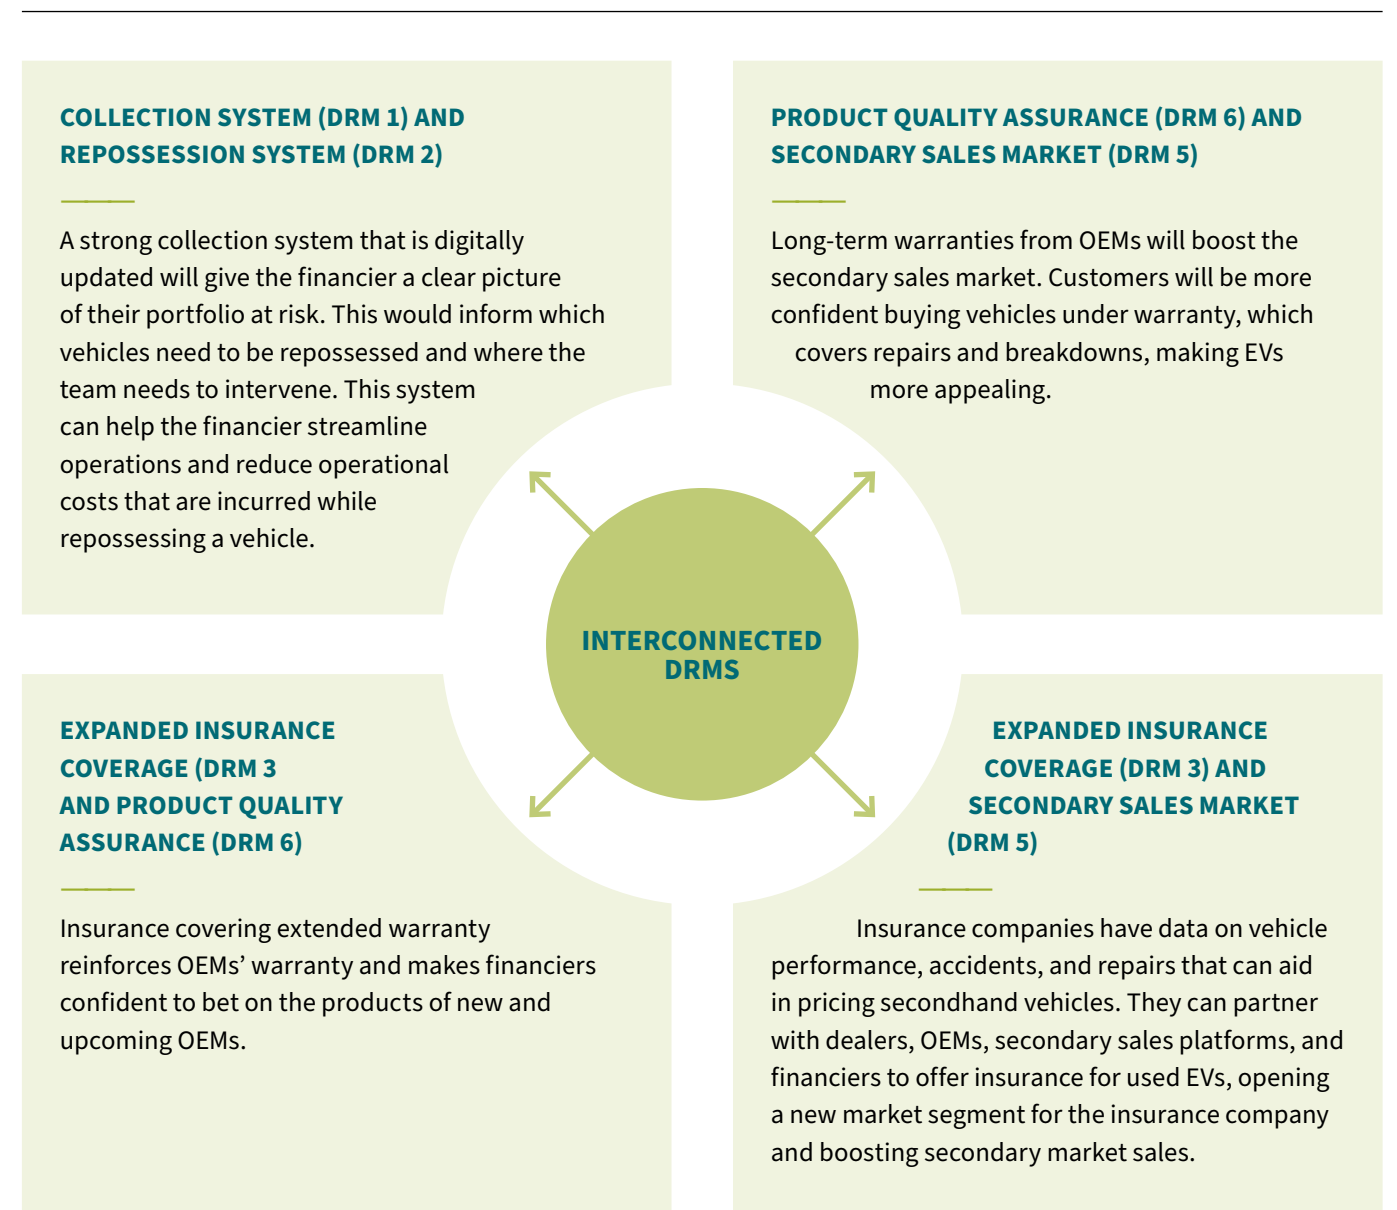 COLLECTION SYSTEM (DRM 1) AND
REPOSSESSION SYSTEM (DRM 2)
A strong collection system that is digitally
updated will give the financier a clear picture
of their portfolio at risk. This would inform which
vehicles need to be repossessed and where the
team needs to intervene. This system
can help the financier streamline
operations and reduce operational
costs that are incurred while
repossessing a vehicle.
PRODUCT QUALITY ASSURANCE (DRM 6) AND
SECONDARY SALES MARKET (DRM 5)
Long-term warranties from OEMs will boost the
secondary sales market. Customers will be more
confident buying vehicles under warranty, which
covers repairs and breakdowns, making EVs
more appealing.
INTERCONNECTED
DRMS
EXPANDED INSURANCE
COVERAGE (DRM 3
AND PRODUCT QUALITY
ASSURANCE (DRM 6)
Insurance covering extended warranty
reinforces OEMs’ warranty and makes financiers
confident to bet on the products of new and
upcoming OEMs.
EXPANDED INSURANCE
COVERAGE (DRM 3) AND
SECONDARY SALES MARKET
(DRM 5)
Insurance companies have data on vehicle
performance, accidents, and repairs that can aid
in pricing secondhand vehicles. They can partner
with dealers, OEMs, secondary sales platforms, and
financiers to offer insurance for used EVs, opening
a new market segment for the insurance company
and boosting secondary market sales.